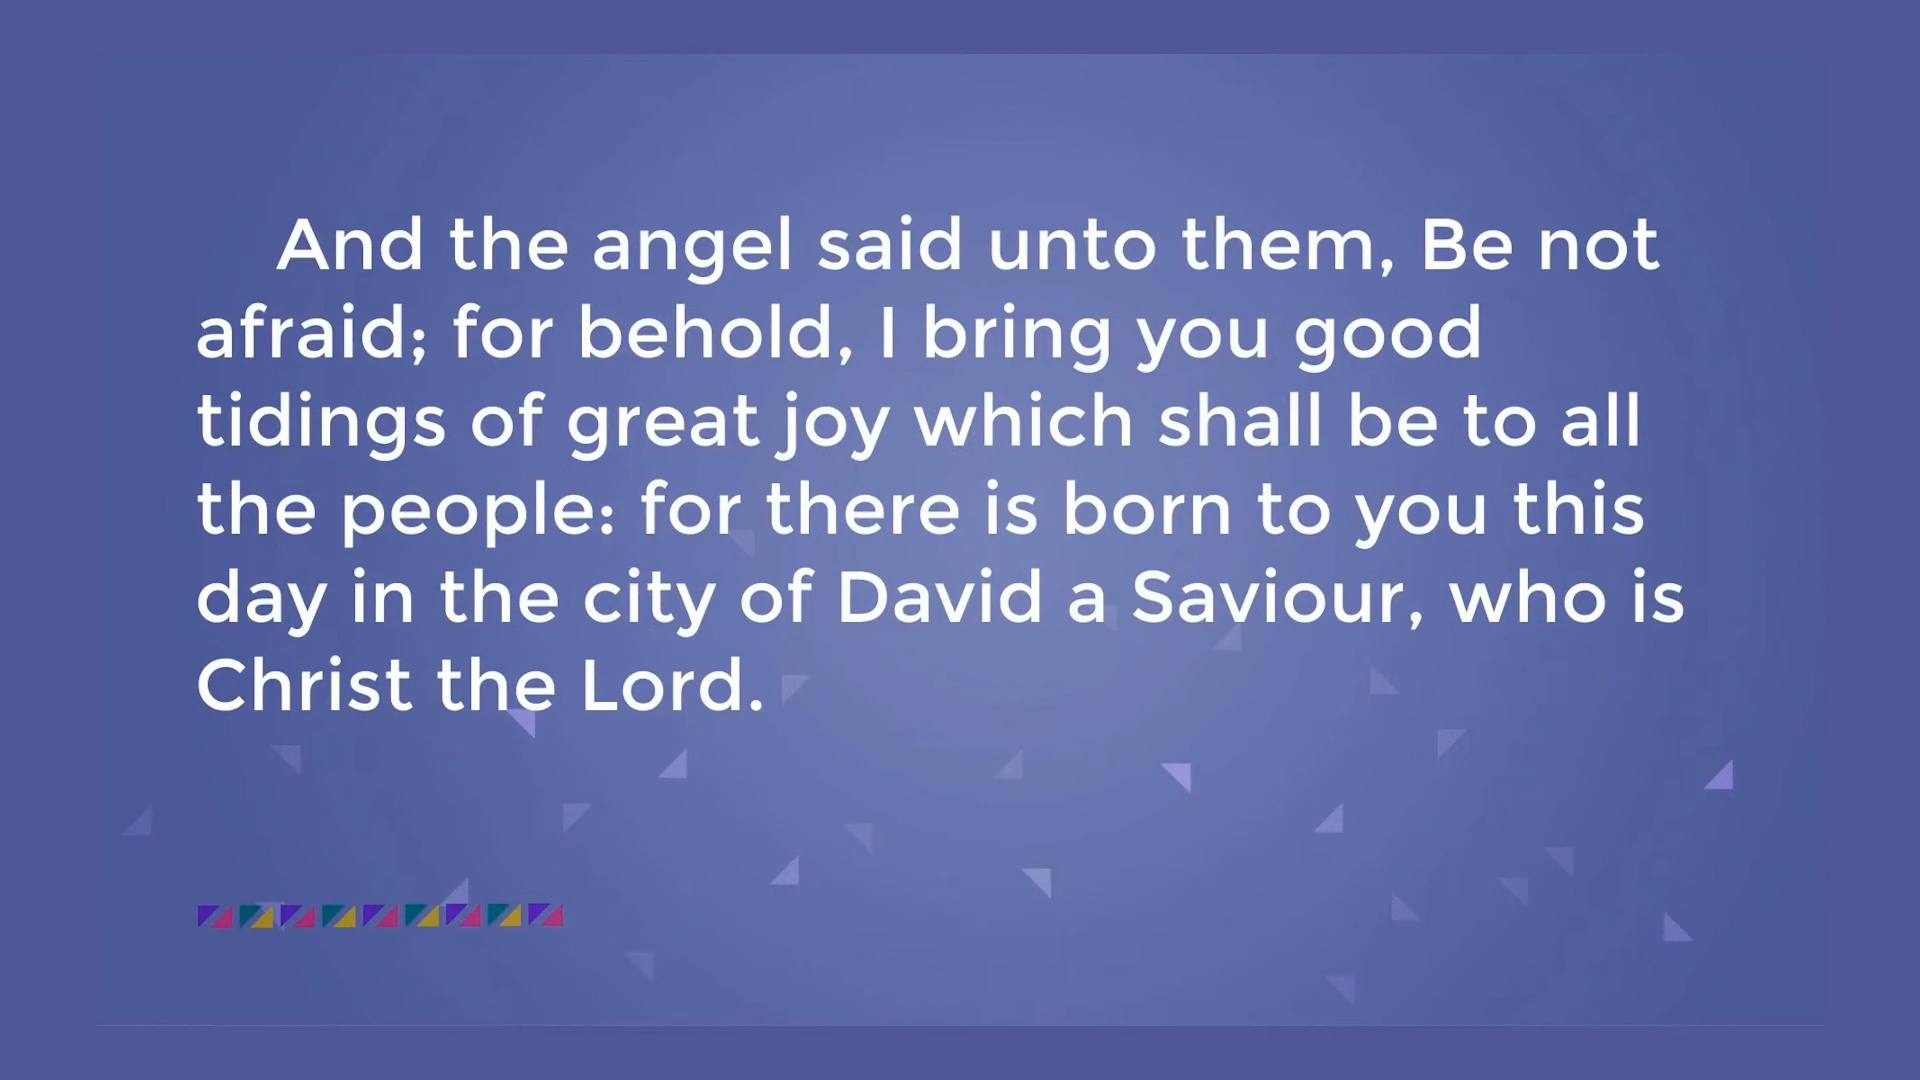 And the angel said unto them, Be not
afraid; for behold, I bring you good
tidings of great joy which shall be to all
the people: for there is born to you this
day in the city of David a Saviour, who is
Christ the Lord.